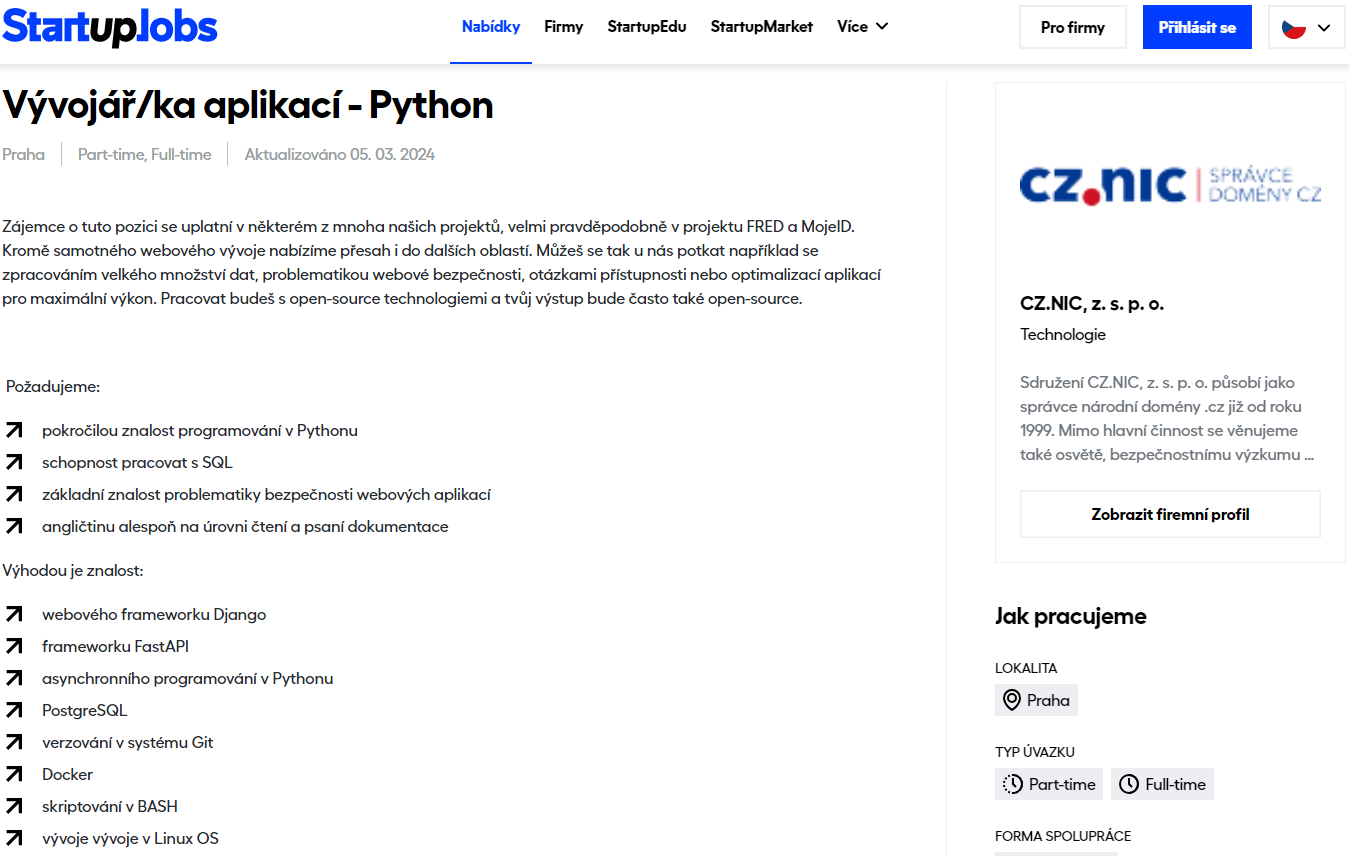 StartupJobs
Nabídky
Firmy
StartupEdu
StartupMarket
Více
Pro firmy
Přihlásit se
Vývojář/ka aplikací - Python
Praha
Part-time, Full-time
Aktualizováno 05. 03. 2024
Zájemce o tuto pozici se uplatní v některém z mnoha našich projektů, velmi pravděpodobně v projektu FRED a MojeID.
Kromě samotného webového vývoje nabízíme přesah i do dalších oblastí. Můžeš se tak u nás potkat například se
zpracováním velkého množství dat, problematikou webové bezpečnosti, otázkami přístupnosti nebo optimalizací aplikací
pro maximální výkon. Pracovat budeš s open-source technologiemi a tvůj výstup bude často také open-source.
Požadujeme:
pokročilou znalost programování v Pythonu
schopnost pracovat s SQL
základní znalost problematiky bezpečnosti webových aplikací
angličtinu alespoň na úrovni čtení a psaní dokumentace
Výhodou je znalost:
webového frameworku Django
frameworku FastAPI
asynchronního programování v Pythonu
PostgreSQL
verzování v systému Git
Docker
skriptování v BASH
vývoje vývoje v Linux OS
CZ.NIC
SPRÁVCE
DOMÉNY CZ
CZ.NIC, z. s. p. o.
Technologie
Sdružení CZ.NIC, z. s. p. o. působí jako
správce národní domény .cz již od roku
1999. Mimo hlavní činnost se věnujeme
také osvětě, bezpečnostnímu výzkumu ...
Zobrazit firemní profil
Jak pracujeme
LOKALITA
Praha
TYP ÚVAZKU
Part-time
Full-time
FORMA SPOLUPRÁCE